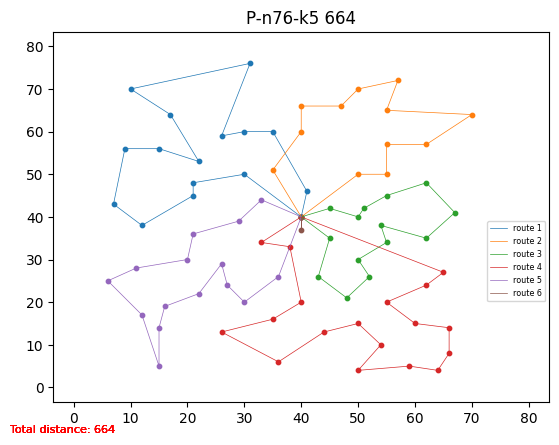 P-n76-k5 664
80
70
60
50
40
30
20
10
0
0 10 20 30 40 50 60 70 80
route 1
route 2
route 3
route 4
route 5
route 6
Total distance: 664